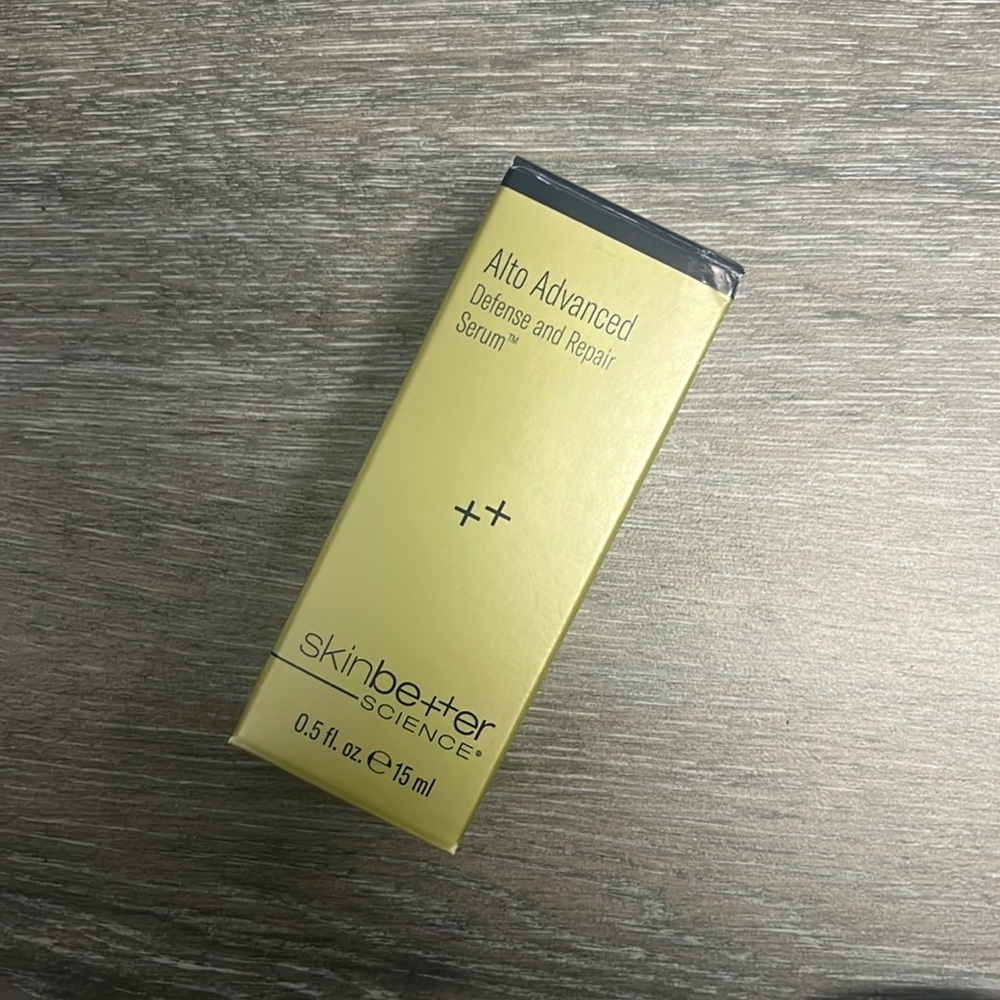 Alto Advanced
Defense and Repair
Serum™
++
skinbetter
SCIENCE®
0.5 fl. oz. ℮ 15 ml